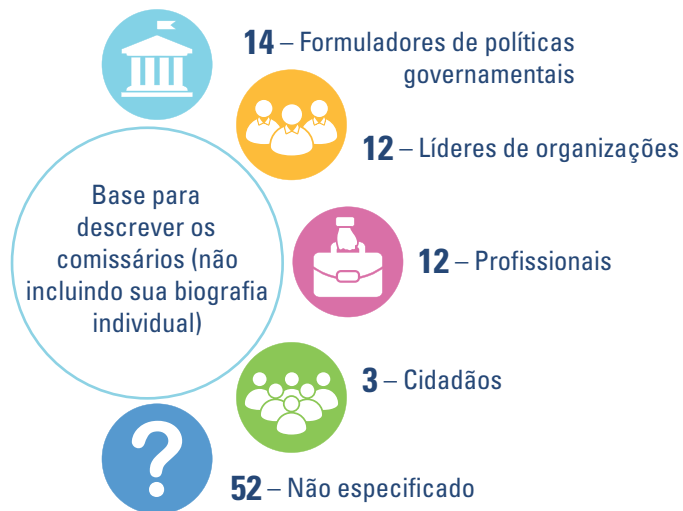 14 – Formuladores de políticas
governamentais
12 – Líderes de organizações
Base para
descrever os
comissários (não
incluindo sua biografia
individual)
12 – Profissionais
3 – Cidadãos
?
52 – Não especificado